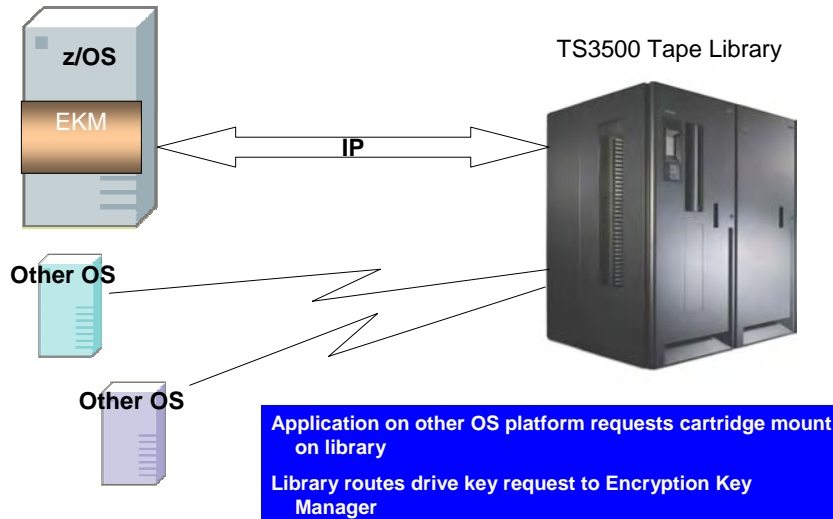 z/OS
EKM
IP
TS3500 Tape Library
Other OS
Other OS
Application on other OS platform requests cartridge mount
on library
Library routes drive key request to Encryption Key
Manager